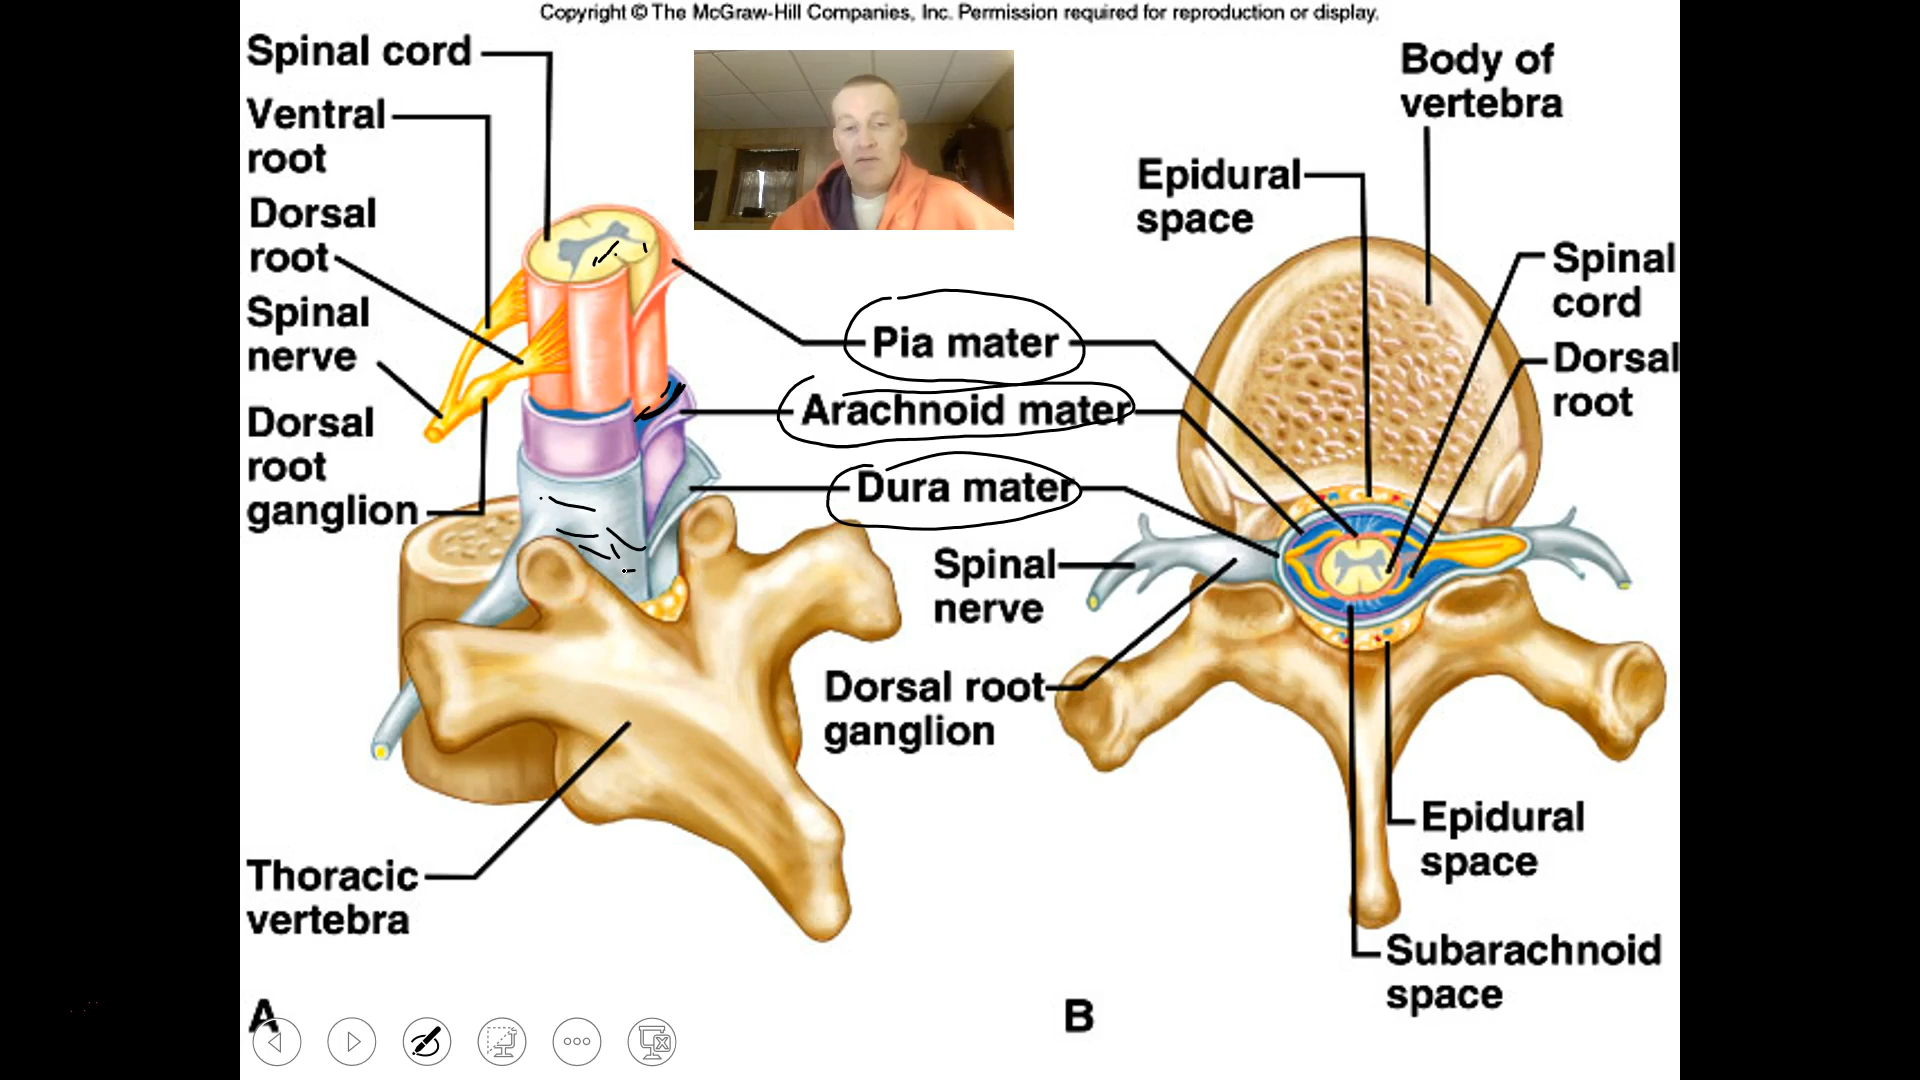 Copyright © The McGraw-Hill Companies, Inc. Permission required for reproduction or display.
Spinal cord
Ventral
root
Dorsal
root
Spinal
nerve
Dorsal
root
ganglion
Thoracic
vertebra
A
Pia mater
Arachnoid mater
Dura mater
Spinal
nerve
Dorsal root
ganglion
Epidural
space
Body of
vertebra
Spinal
cord
Dorsal
root
Epidural
space
Subarachnoid
space
B